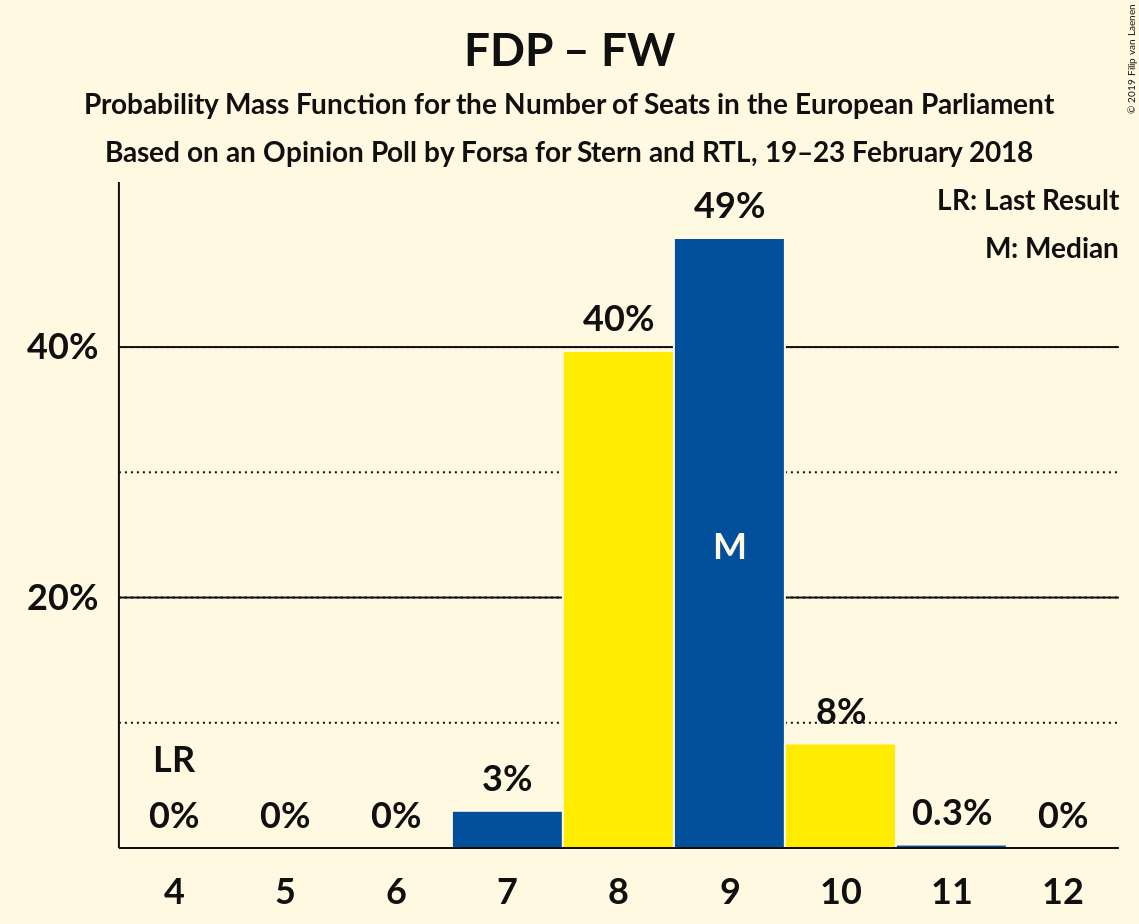 FDP – FW
Probability Mass Function for the Number of Seats in the European Parliament
Based on an Opinion Poll by Forsa for Stern and RTL, 19–23 February 2018
© 2019 Filip van Laenen
LR: Last Result
M: Median
49%
40%
40%
M
20%
8%
LR
3%
0% 0% 0% 0.3% 0%
4 5 6 7 8 9 10 11 12